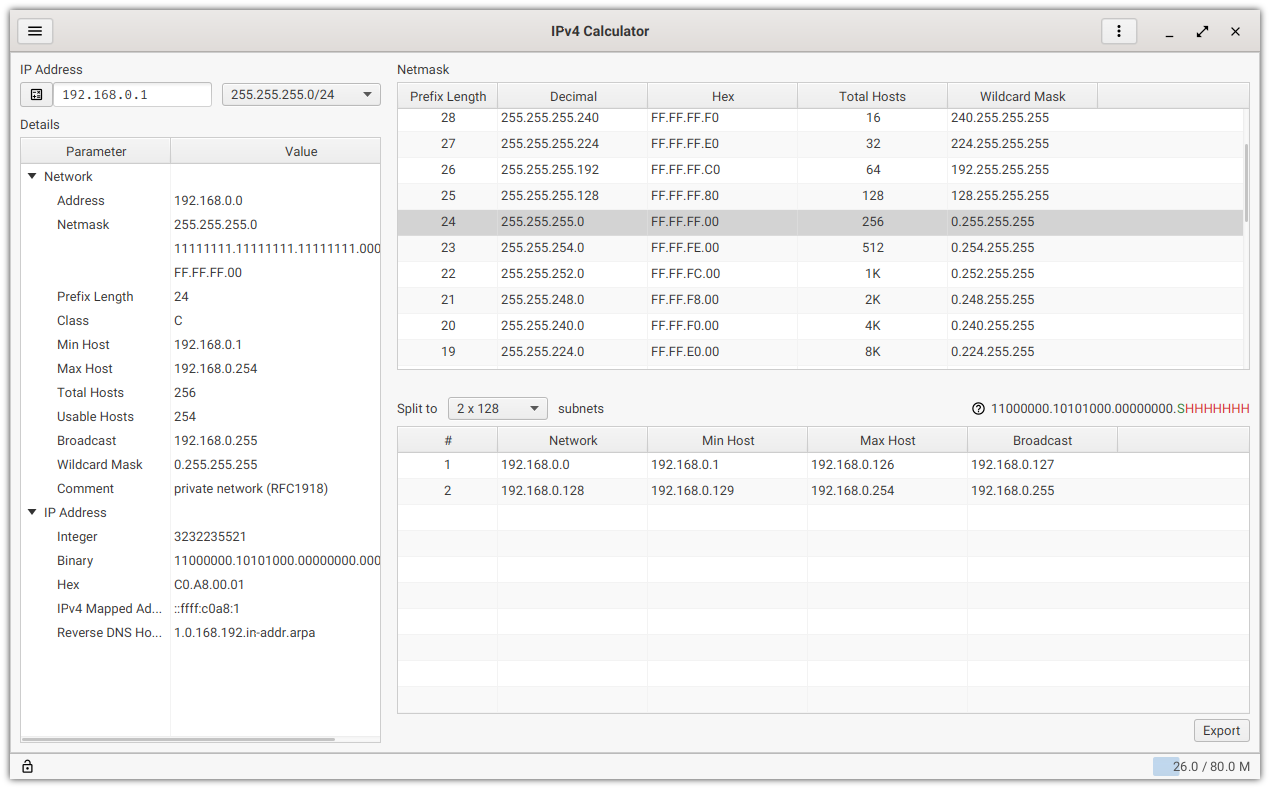 IPv4 Calculator
IP Address
192.168.0.1 255.255.255.0/24
Details
Parameter Value
Network
Address 192.168.0.0
Netmask 255.255.255.0
11111111.11111111.11111111.000
FF.FF.FF.00
Prefix Length 24
Class C
Min Host 192.168.0.1
Max Host 192.168.0.254
Total Hosts 256
Usable Hosts 254
Broadcast 192.168.0.255
Wildcard Mask 0.255.255.255
Comment private network (RFC1918)
IP Address
Integer 3232235521
Binary 11000000.10101000.00000000.000
Hex C0.A8.00.01
IPv4 Mapped Ad... ::ffff:c0a8:1
Reverse DNS Ho... 1.0.168.192.in-addr.arpa
Netmask
Prefix Length Decimal Hex Total Hosts Wildcard Mask
28 255.255.255.240 FF.FF.FF.F0 16 240.255.255.255
27 255.255.255.224 FF.FF.FF.E0 32 224.255.255.255
26 255.255.255.192 FF.FF.FF.C0 64 192.255.255.255
25 255.255.255.128 FF.FF.FF.80 128 128.255.255.255
24 255.255.255.0 FF.FF.FF.00 256 0.255.255.255
23 255.255.254.0 FF.FF.FE.00 512 0.254.255.255
22 255.255.252.0 FF.FF.FC.00 1K 0.252.255.255
21 255.255.248.0 FF.FF.F8.00 2K 0.248.255.255
20 255.255.240.0 FF.FF.F0.00 4K 0.240.255.255
19 255.255.224.0 FF.FF.E0.00 8K 0.224.255.255
Split to 2 x 128 subnets 11000000.10101000.00000000.SHHHHHHH
# Network Min Host Max Host Broadcast
1 192.168.0.0 192.168.0.1 192.168.0.126 192.168.0.127
2 192.168.0.128 192.168.0.129 192.168.0.254 192.168.0.255
Export
26.0 / 80.0 M